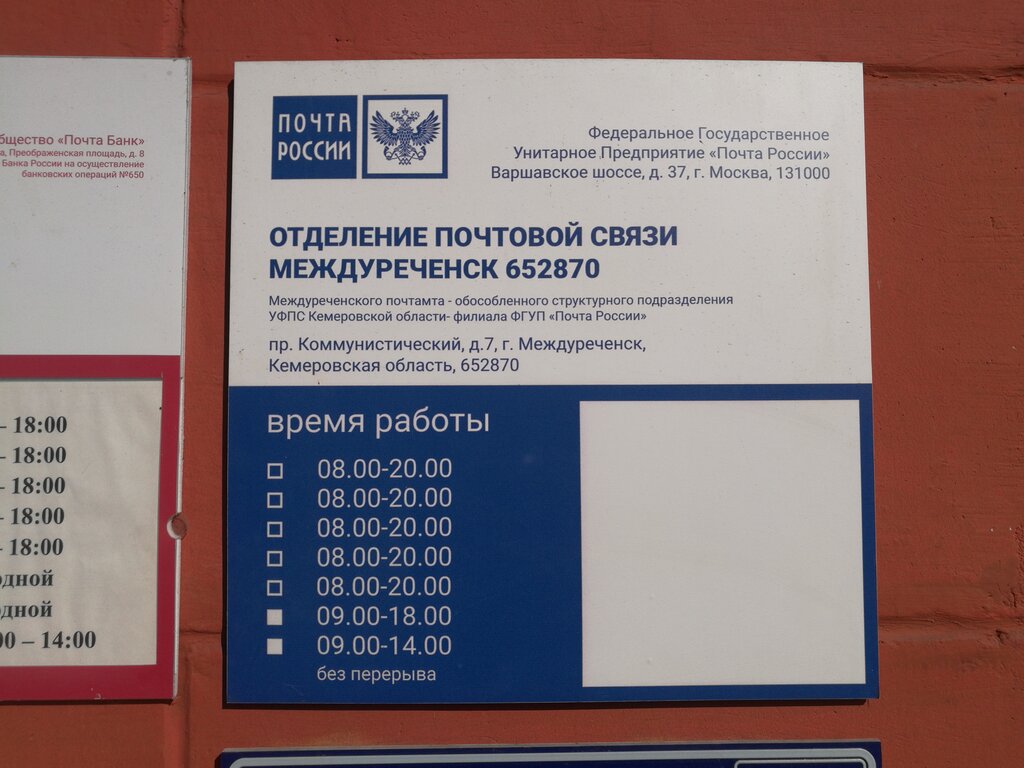 общество «Почта Банк»
Преображенская площадь, д. 8
Банка России на осуществление
банковских операций №650
– 18:00
– 18:00
– 18:00
– 18:00
– 18:00
– 14:00
ПОЧТА
РОССИИ
Федеральное Государственное
Унитарное Предприятие «Почта России»
Варшавское шоссе, д. 37, г. Москва, 131000
ОТДЕЛЕНИЕ ПОЧТОВОЙ СВЯЗИ
МЕЖДУРЕЧЕНСК 652870
Междуреченского почтамта - обособленного структурного подразделения
УФПС Кемеровской области- филиала ФГУП «Почта России»
пр. Коммунистический, д.7, г. Междуреченск,
Кемеровская область, 652870
время работы
08.00-20.00
08.00-20.00
08.00-20.00
08.00-20.00
08.00-20.00
09.00-18.00
09.00-14.00
без перерыва